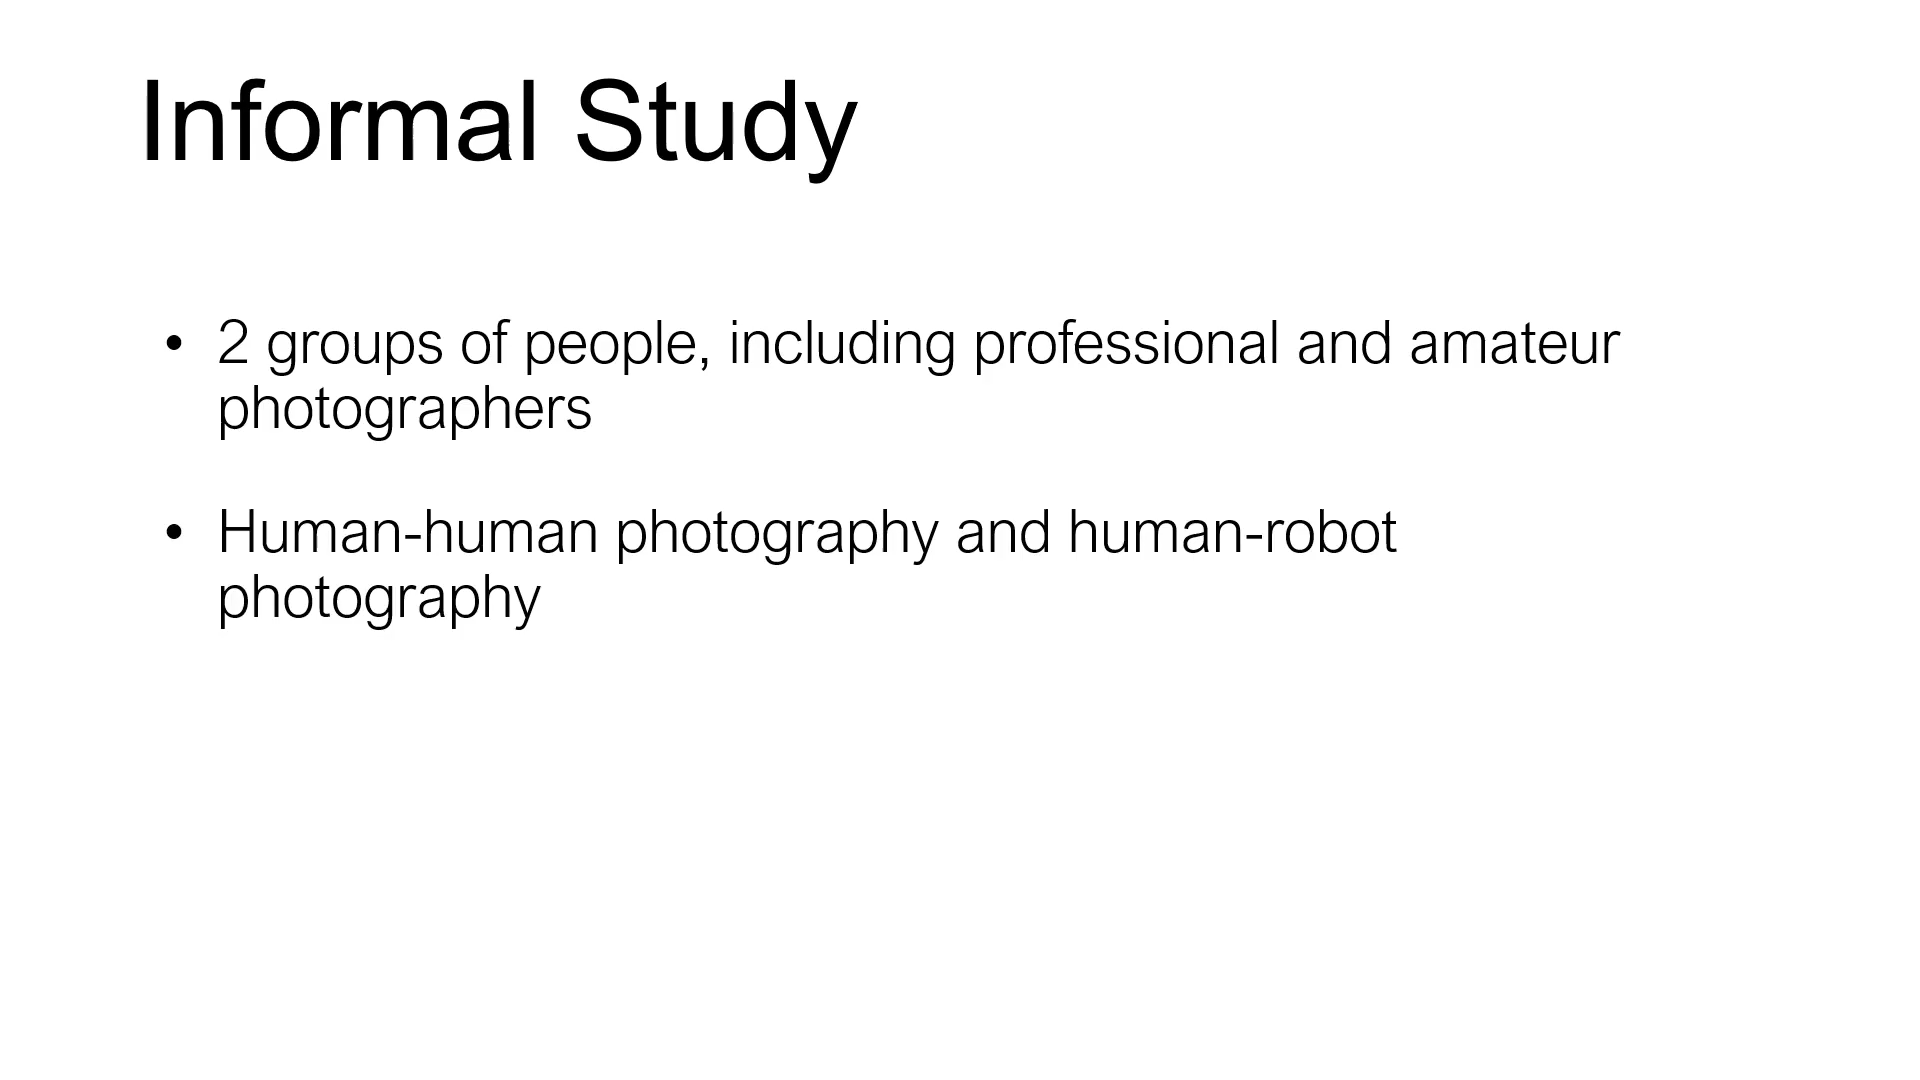 Informal Study
• 2 groups of people, including professional and amateur
photographers
• Human-human photography and human-robot
photography